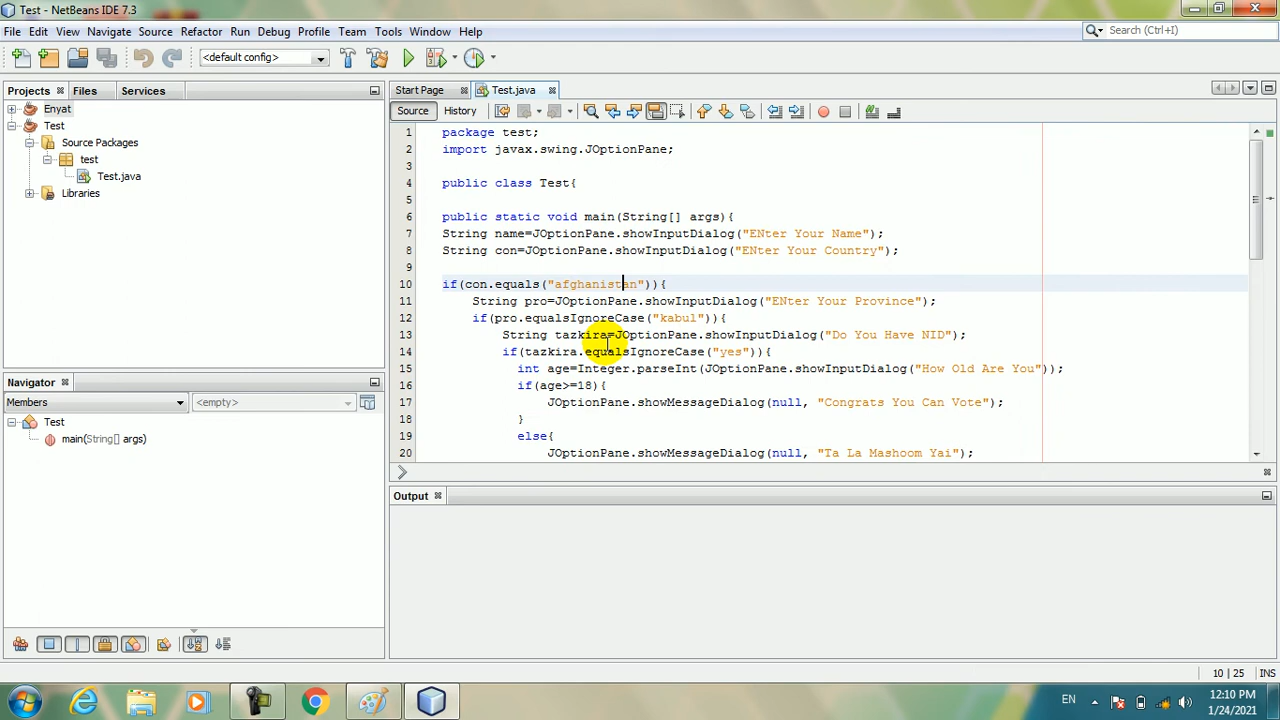 Test - NetBeans IDE 7.3
File Edit View Navigate Source Refactor Run Debug Profile Team Tools Window Help
Search (Ctrl+I)
<default config>
Projects Files Services
Enyat
Test
Source Packages
test
Test.java
Libraries
Start Page Test.java
Source History
1 package test;
2 import javax.swing.JOptionPane;
3
4 public class Test{
5
6 public static void main(String[] args){
7 String name=JOptionPane.showInputDialog("ENter Your Name");
8 String con=JOptionPane.showInputDialog("ENter Your Country");
9
10 if(con.equals("afghanistan")){
11 String pro=JOptionPane.showInputDialog("ENter Your Province");
12 if(pro.equalsIgnoreCase("kabul")){
13 String tazkira=JOptionPane.showInputDialog("Do You Have NID");
14 if(tazkira.equalsIgnoreCase("yes")){
15 int age=Integer.parseInt(JOptionPane.showInputDialog("How Old Are You"));
16 if(age>=18){
17 JOptionPane.showMessageDialog(null, "Congrats You Can Vote");
18 }
19 else{
20 JOptionPane.showMessageDialog(null, "Ta La Mashoom Yai");
Navigator
Members
<empty>
Test
main(String[] args)
Output
10 | 25 INS
EN
12:10 PM
1/24/2021